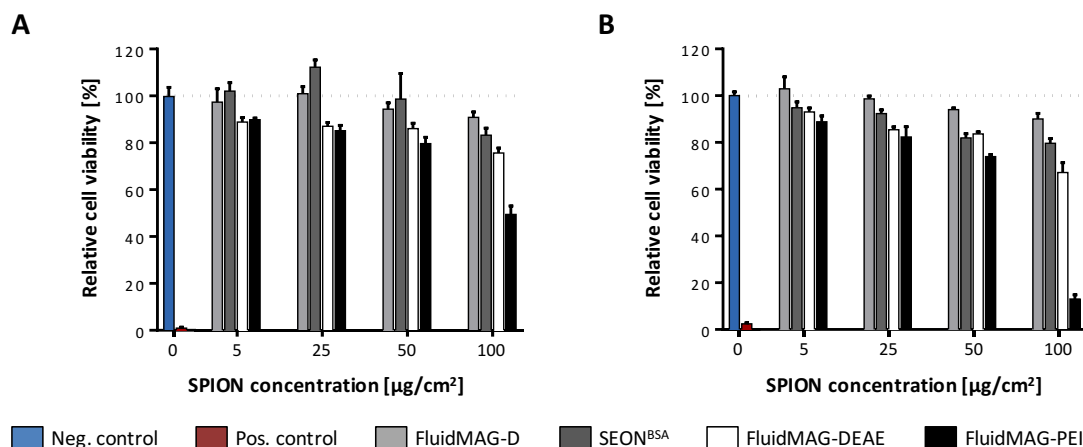 A
B
120
100
80
60
40
20
0
Relative cell viability [%]
0 5 25 50 100
SPION concentration [µg/cm²]
120
100
80
60
40
20
0
Relative cell viability [%]
0 5 25 50 100
SPION concentration [µg/cm²]
Neg. control Pos. control FluidMAG-D SEONᴮˢᴬ FluidMAG-DEAE FluidMAG-PEI